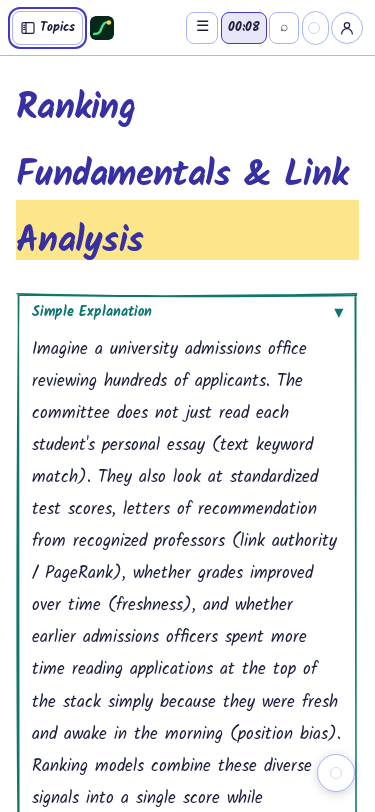 Topics
☰
00:08
⌕
Ranking
Fundamentals & Link
Analysis
Simple Explanation ▼
Imagine a university admissions office
reviewing hundreds of applicants. The
committee does not just read each
student's personal essay (text keyword
match). They also look at standardized
test scores, letters of recommendation
from recognized professors (link authority
/ PageRank), whether grades improved
over time (freshness), and whether
earlier admissions officers spent more
time reading applications at the top of
the stack simply because they were fresh
and awake in the morning (position bias).
Ranking models combine these diverse
signals into a single score while